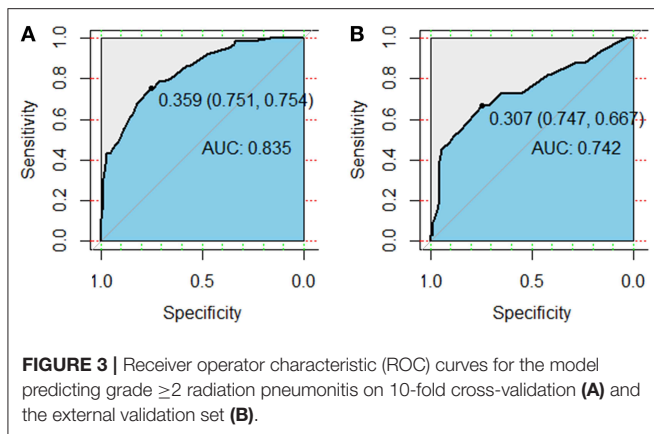 A
B
1.0
0.8
0.6
0.4
0.2
0.0
Sensitivity
0.359 (0.751, 0.754)
AUC: 0.835
1.0
0.5
0.0
Specificity
1.0
0.8
0.6
0.4
0.2
0.0
Sensitivity
0.307 (0.747, 0.667)
AUC: 0.742
1.0
0.5
0.0
Specificity
FIGURE 3 | Receiver operator characteristic (ROC) curves for the model
predicting grade ≥2 radiation pneumonitis on 10-fold cross-validation (A) and
the external validation set (B).